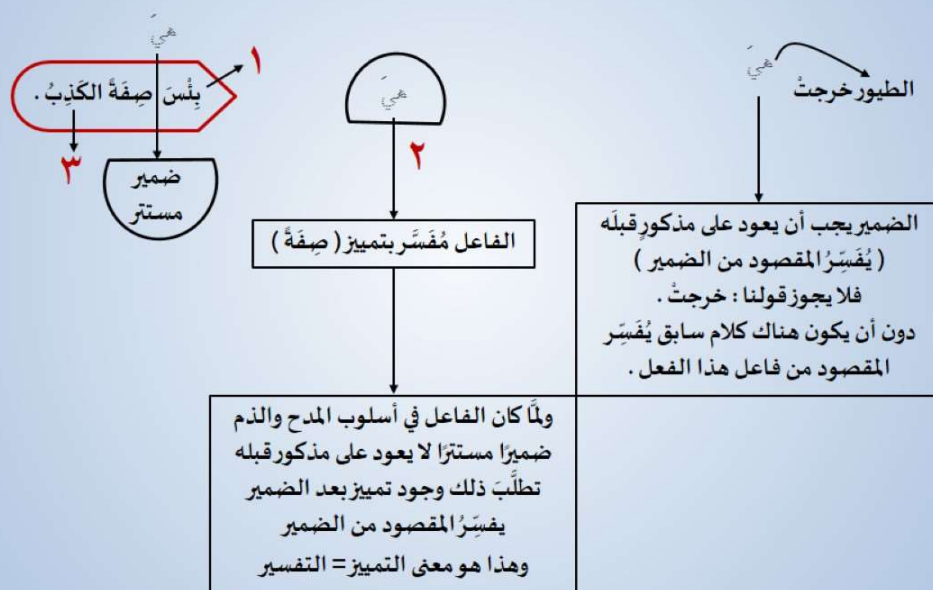 هيَ
الطيور خرجتْ
الضمير يجب أن يعود على مذكورٍ قبلَه
( يُفَسِّرُ المقصود من الضمير )
فلا يجوز قولنا : خرجتْ .
دون أن يكون هناك كلام سابق يُفَسِّر
المقصود من فاعل هذا الفعل .
هيَ
٢
الفاعل مُفَسَّر بتمييز ( صِفَةً )
ولمَّا كان الفاعل في أسلوب المدح والذم
ضميرًا مستترًا لا يعود على مذكور قبله
تطلَّبَ ذلك وجود تمييز بعد الضمير
يفسِّرُ المقصود من الضمير
وهذا هو معنى التمييز = التفسير
هيَ
١
بِئْسَ صِفَةً الكَذِبُ .
٣
ضمير
مستتر